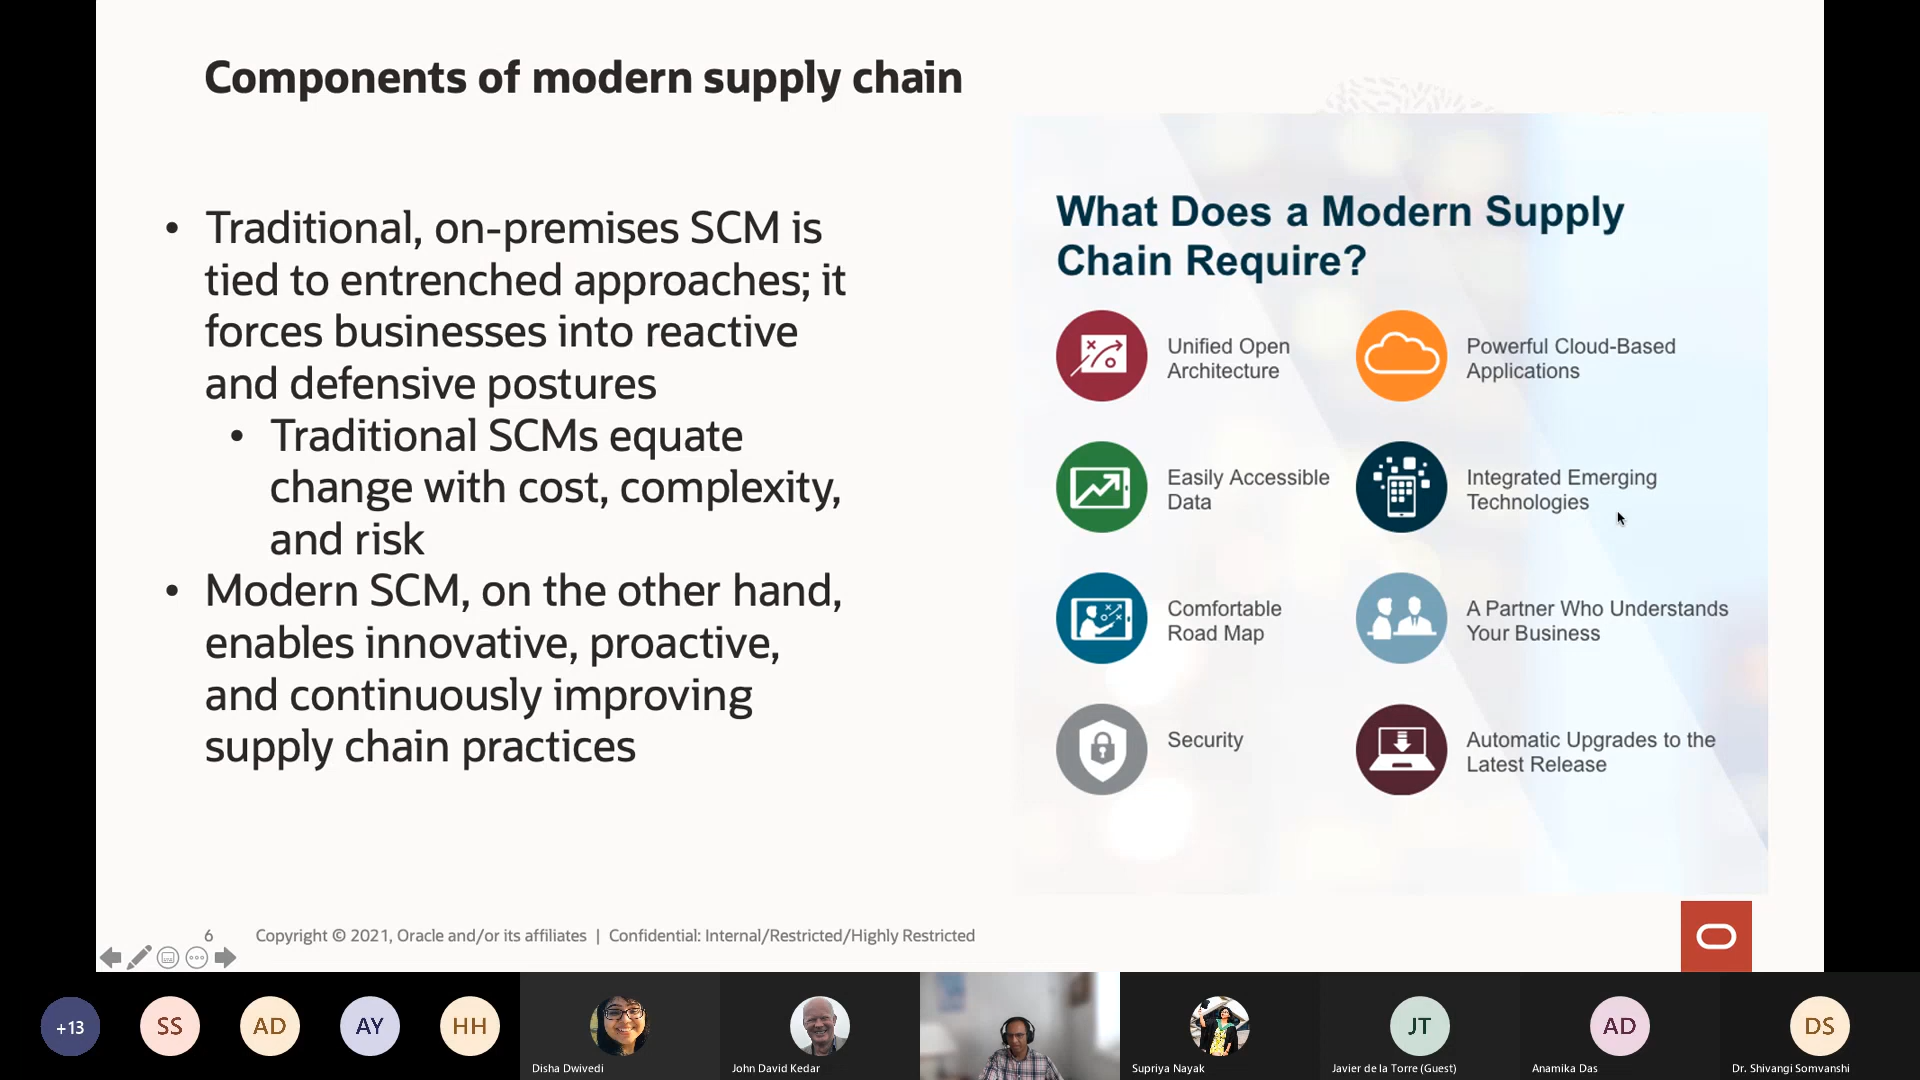 Components of modern supply chain
• Traditional, on-premises SCM is
tied to entrenched approaches; it
forces businesses into reactive
and defensive postures
• Traditional SCMs equate
change with cost, complexity,
and risk
• Modern SCM, on the other hand,
enables innovative, proactive,
and continuously improving
supply chain practices
What Does a Modern Supply
Chain Require?
Unified Open
Architecture
Powerful Cloud-Based
Applications
Easily Accessible
Data
Integrated Emerging
Technologies
Comfortable
Road Map
A Partner Who Understands
Your Business
Security
Automatic Upgrades to the
Latest Release
6 Copyright © 2021, Oracle and/or its affiliates | Confidential: Internal/Restricted/Highly Restricted
+13
SS
AD
AY
HH
JT
AD
DS
Disha Dwivedi
John David Kedar
Supriya Nayak
Javier de la Torre (Guest)
Anamika Das
Dr. Shivangi Somvanshi